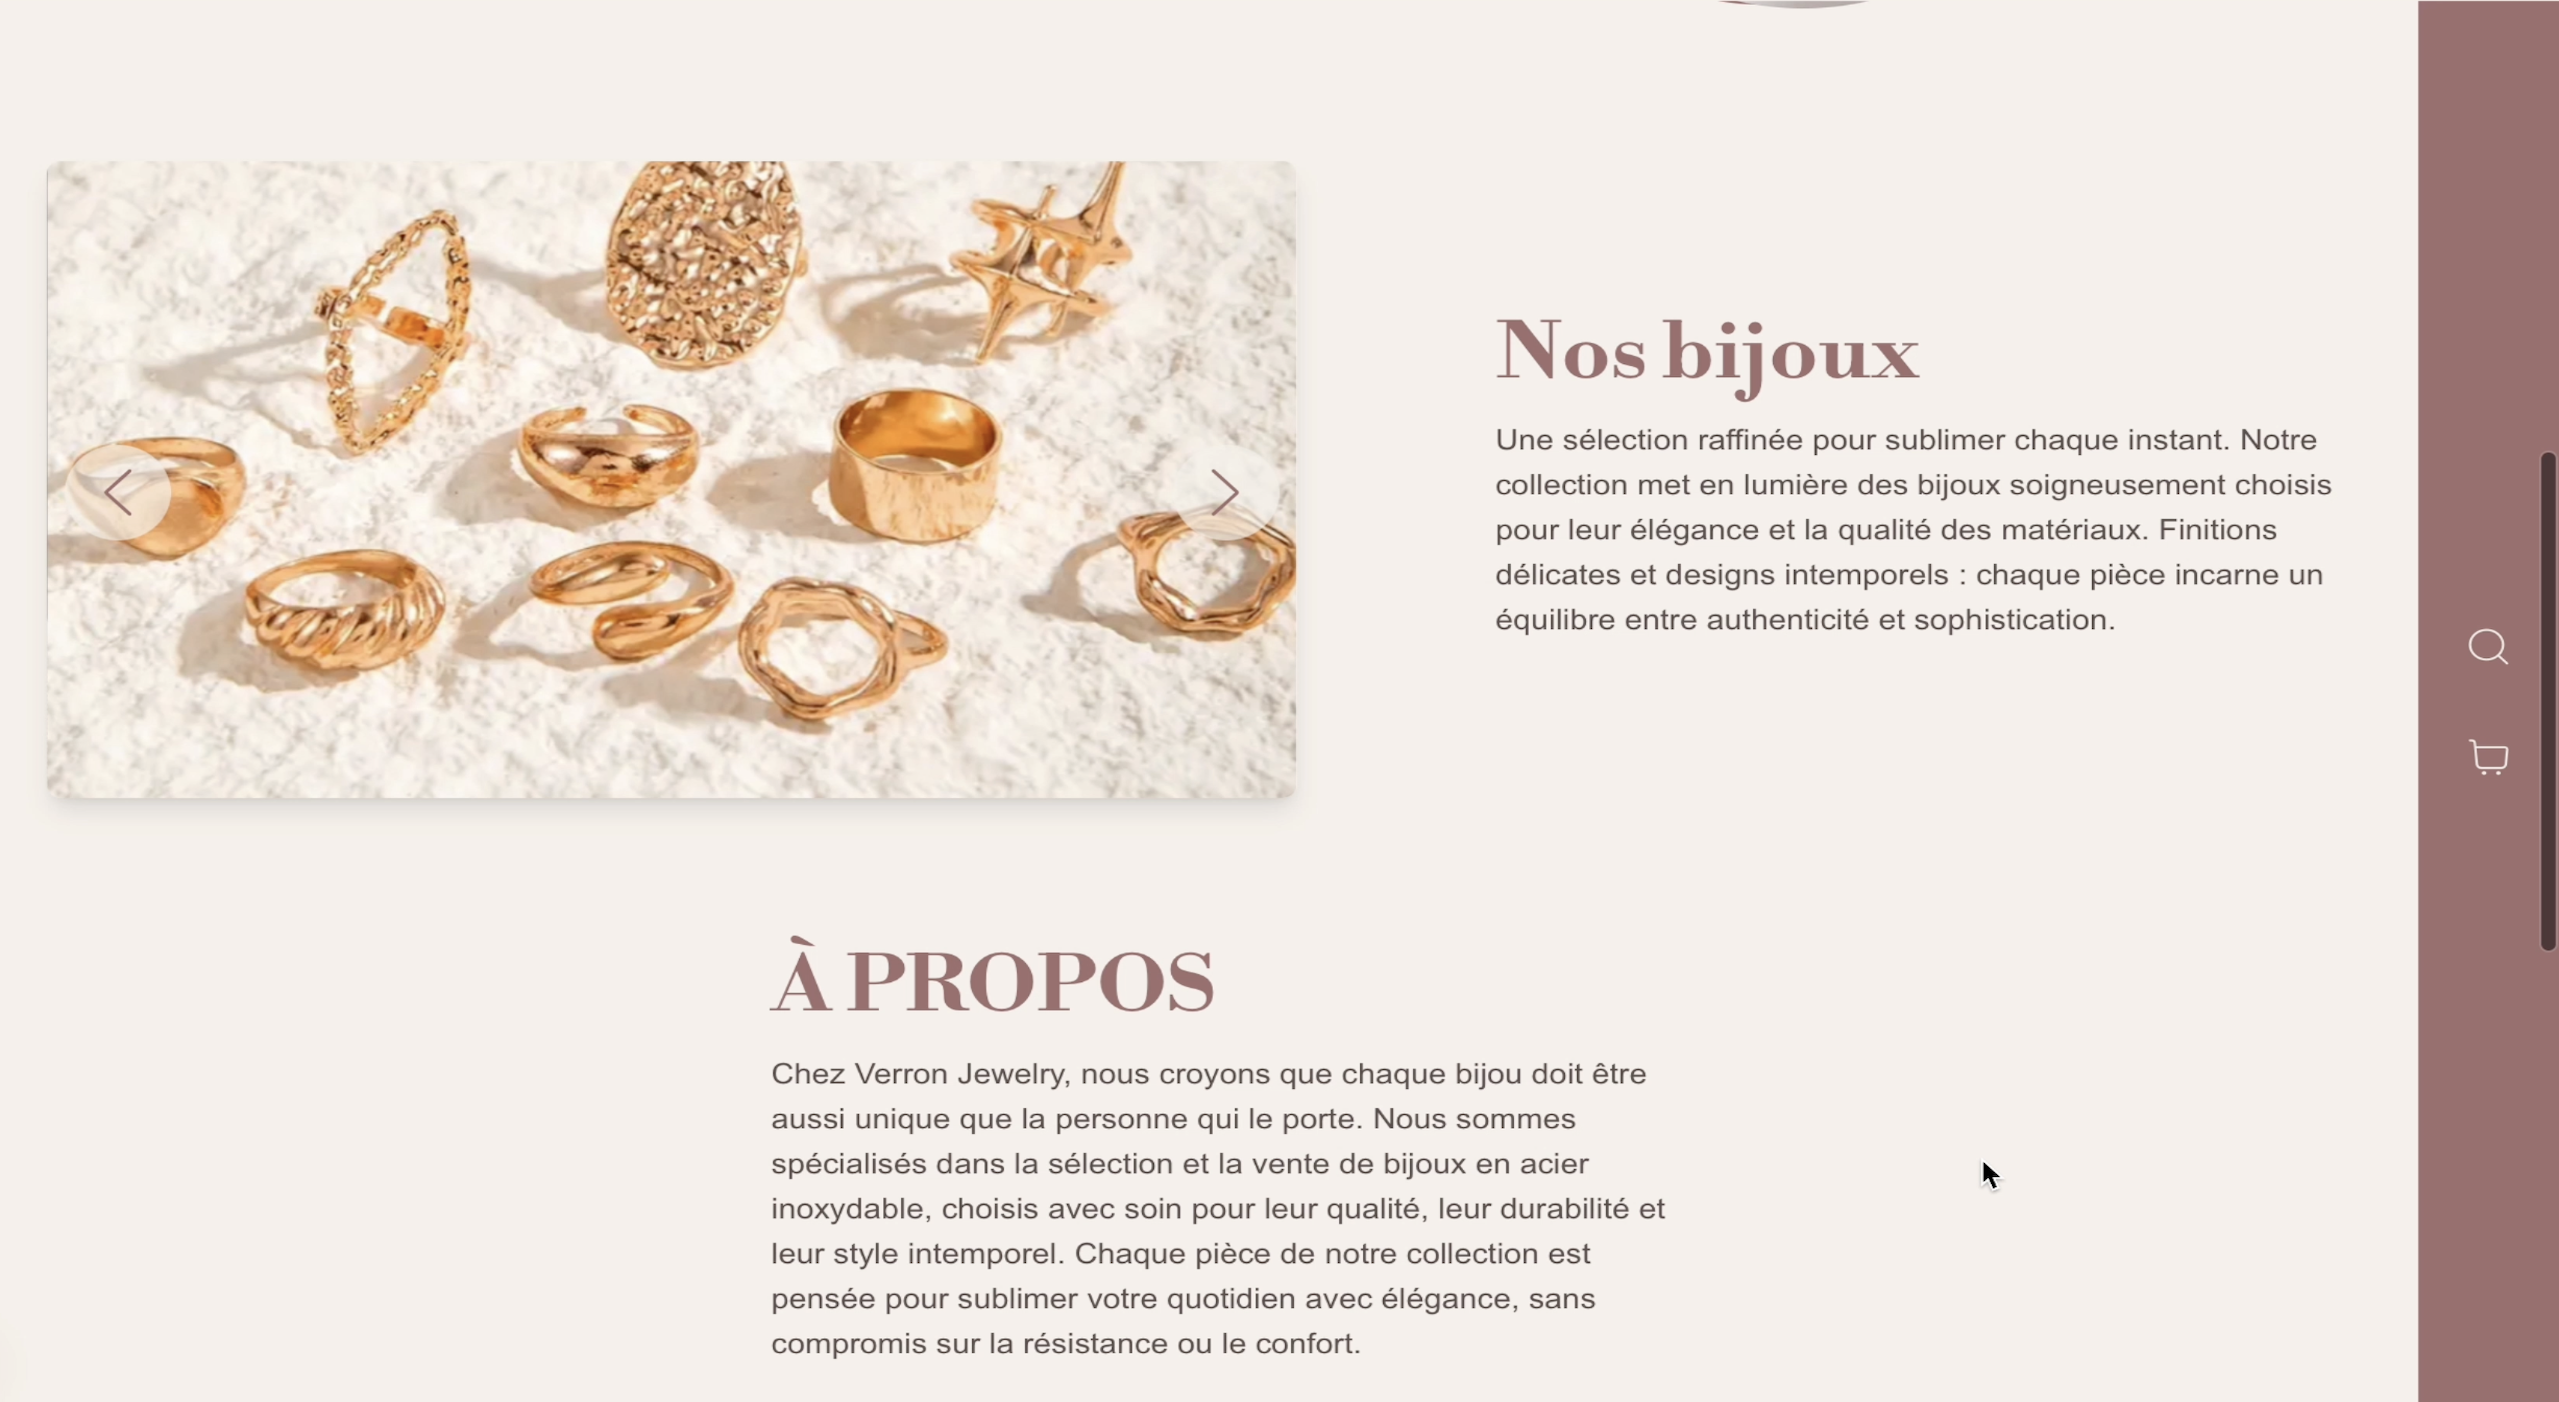 Nos bijoux
Une sélection raffinée pour sublimer chaque instant. Notre
collection met en lumière des bijoux soigneusement choisis
pour leur élégance et la qualité des matériaux. Finitions
délicates et designs intemporels : chaque pièce incarne un
équilibre entre authenticité et sophistication.
À PROPOS
Chez Verron Jewelry, nous croyons que chaque bijou doit être
aussi unique que la personne qui le porte. Nous sommes
spécialisés dans la sélection et la vente de bijoux en acier
inoxydable, choisis avec soin pour leur qualité, leur durabilité et
leur style intemporel. Chaque pièce de notre collection est
pensée pour sublimer votre quotidien avec élégance, sans
compromis sur la résistance ou le confort.